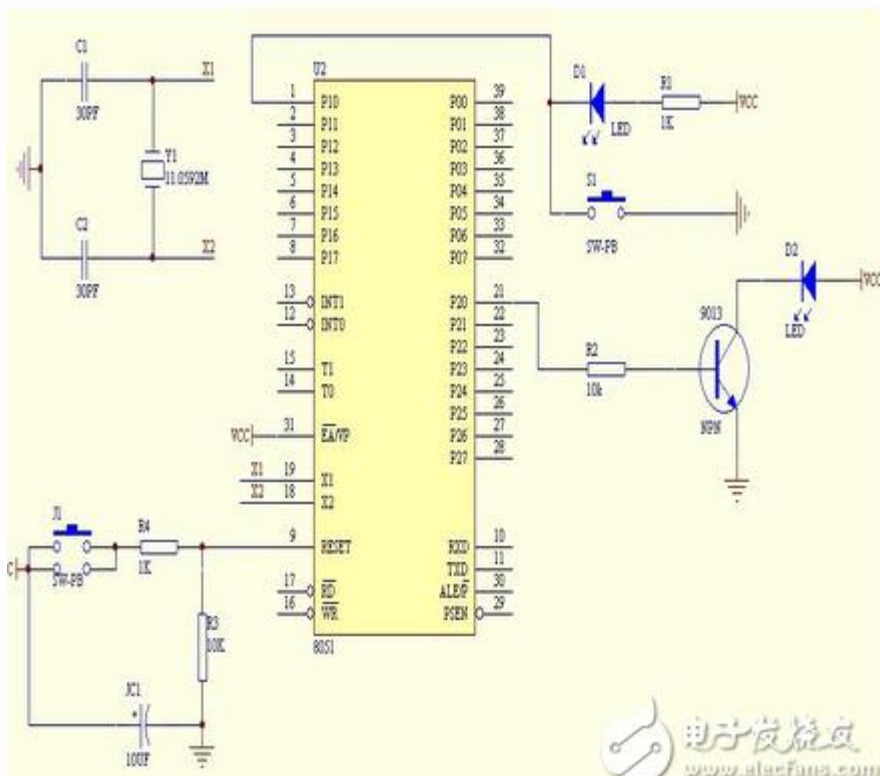 C1
X1
30PF
Y1
11.0592M
C2
X2
30PF
U2
1 P10 P00 39
2 P11 P01 38
3 P12 P02 37
4 P13 P03 36
5 P14 P04 35
6 P15 P05 34
7 P16 P06 33
8 P17 P07 32
13 INT1 P20 21
12 INT0 P21 22
P22 23
15 T1 P23 24
14 T0 P24 25
P25 26
VCC 31 EA/VP P26 27
P27 28
X1 19 X1
X2 18 X2
9 RESET RXD 10
TXD 11
17 RD ALE/P 30
16 WR PSEN 29
8051
D1
LED
R1
1K
VCC
S1
SW-PB
D2
LED
VCC
9013
R2
10k
NPN
J1
SW-PB
C
R4
1K
R3
10K
JC1
+
10UF
电子发烧友
www.elecfans.com